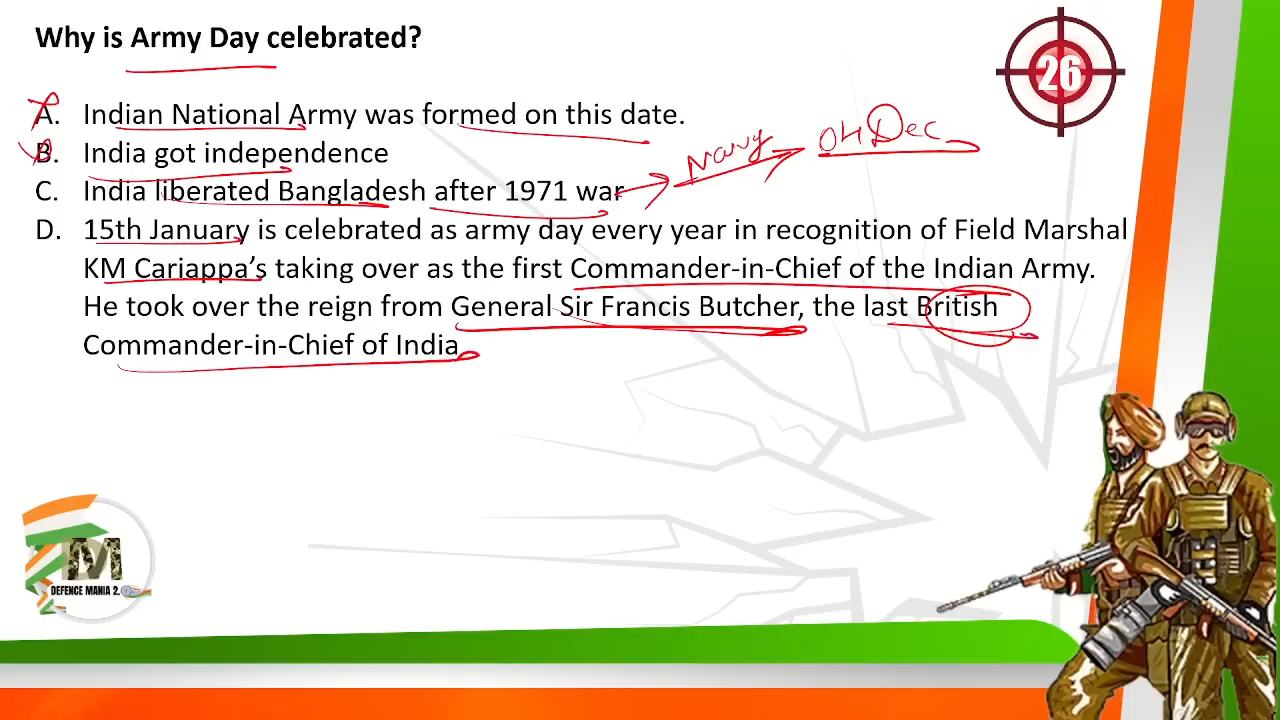 Why is Army Day celebrated?
26
A. Indian National Army was formed on this date.
B. India got independence
C. India liberated Bangladesh after 1971 war
Navy 04 Dec
D. 15th January is celebrated as army day every year in recognition of Field Marshal
KM Cariappa's taking over as the first Commander-in-Chief of the Indian Army.
He took over the reign from General Sir Francis Butcher, the last British
Commander-in-Chief of India
M
DEFENCE MANIA 2.